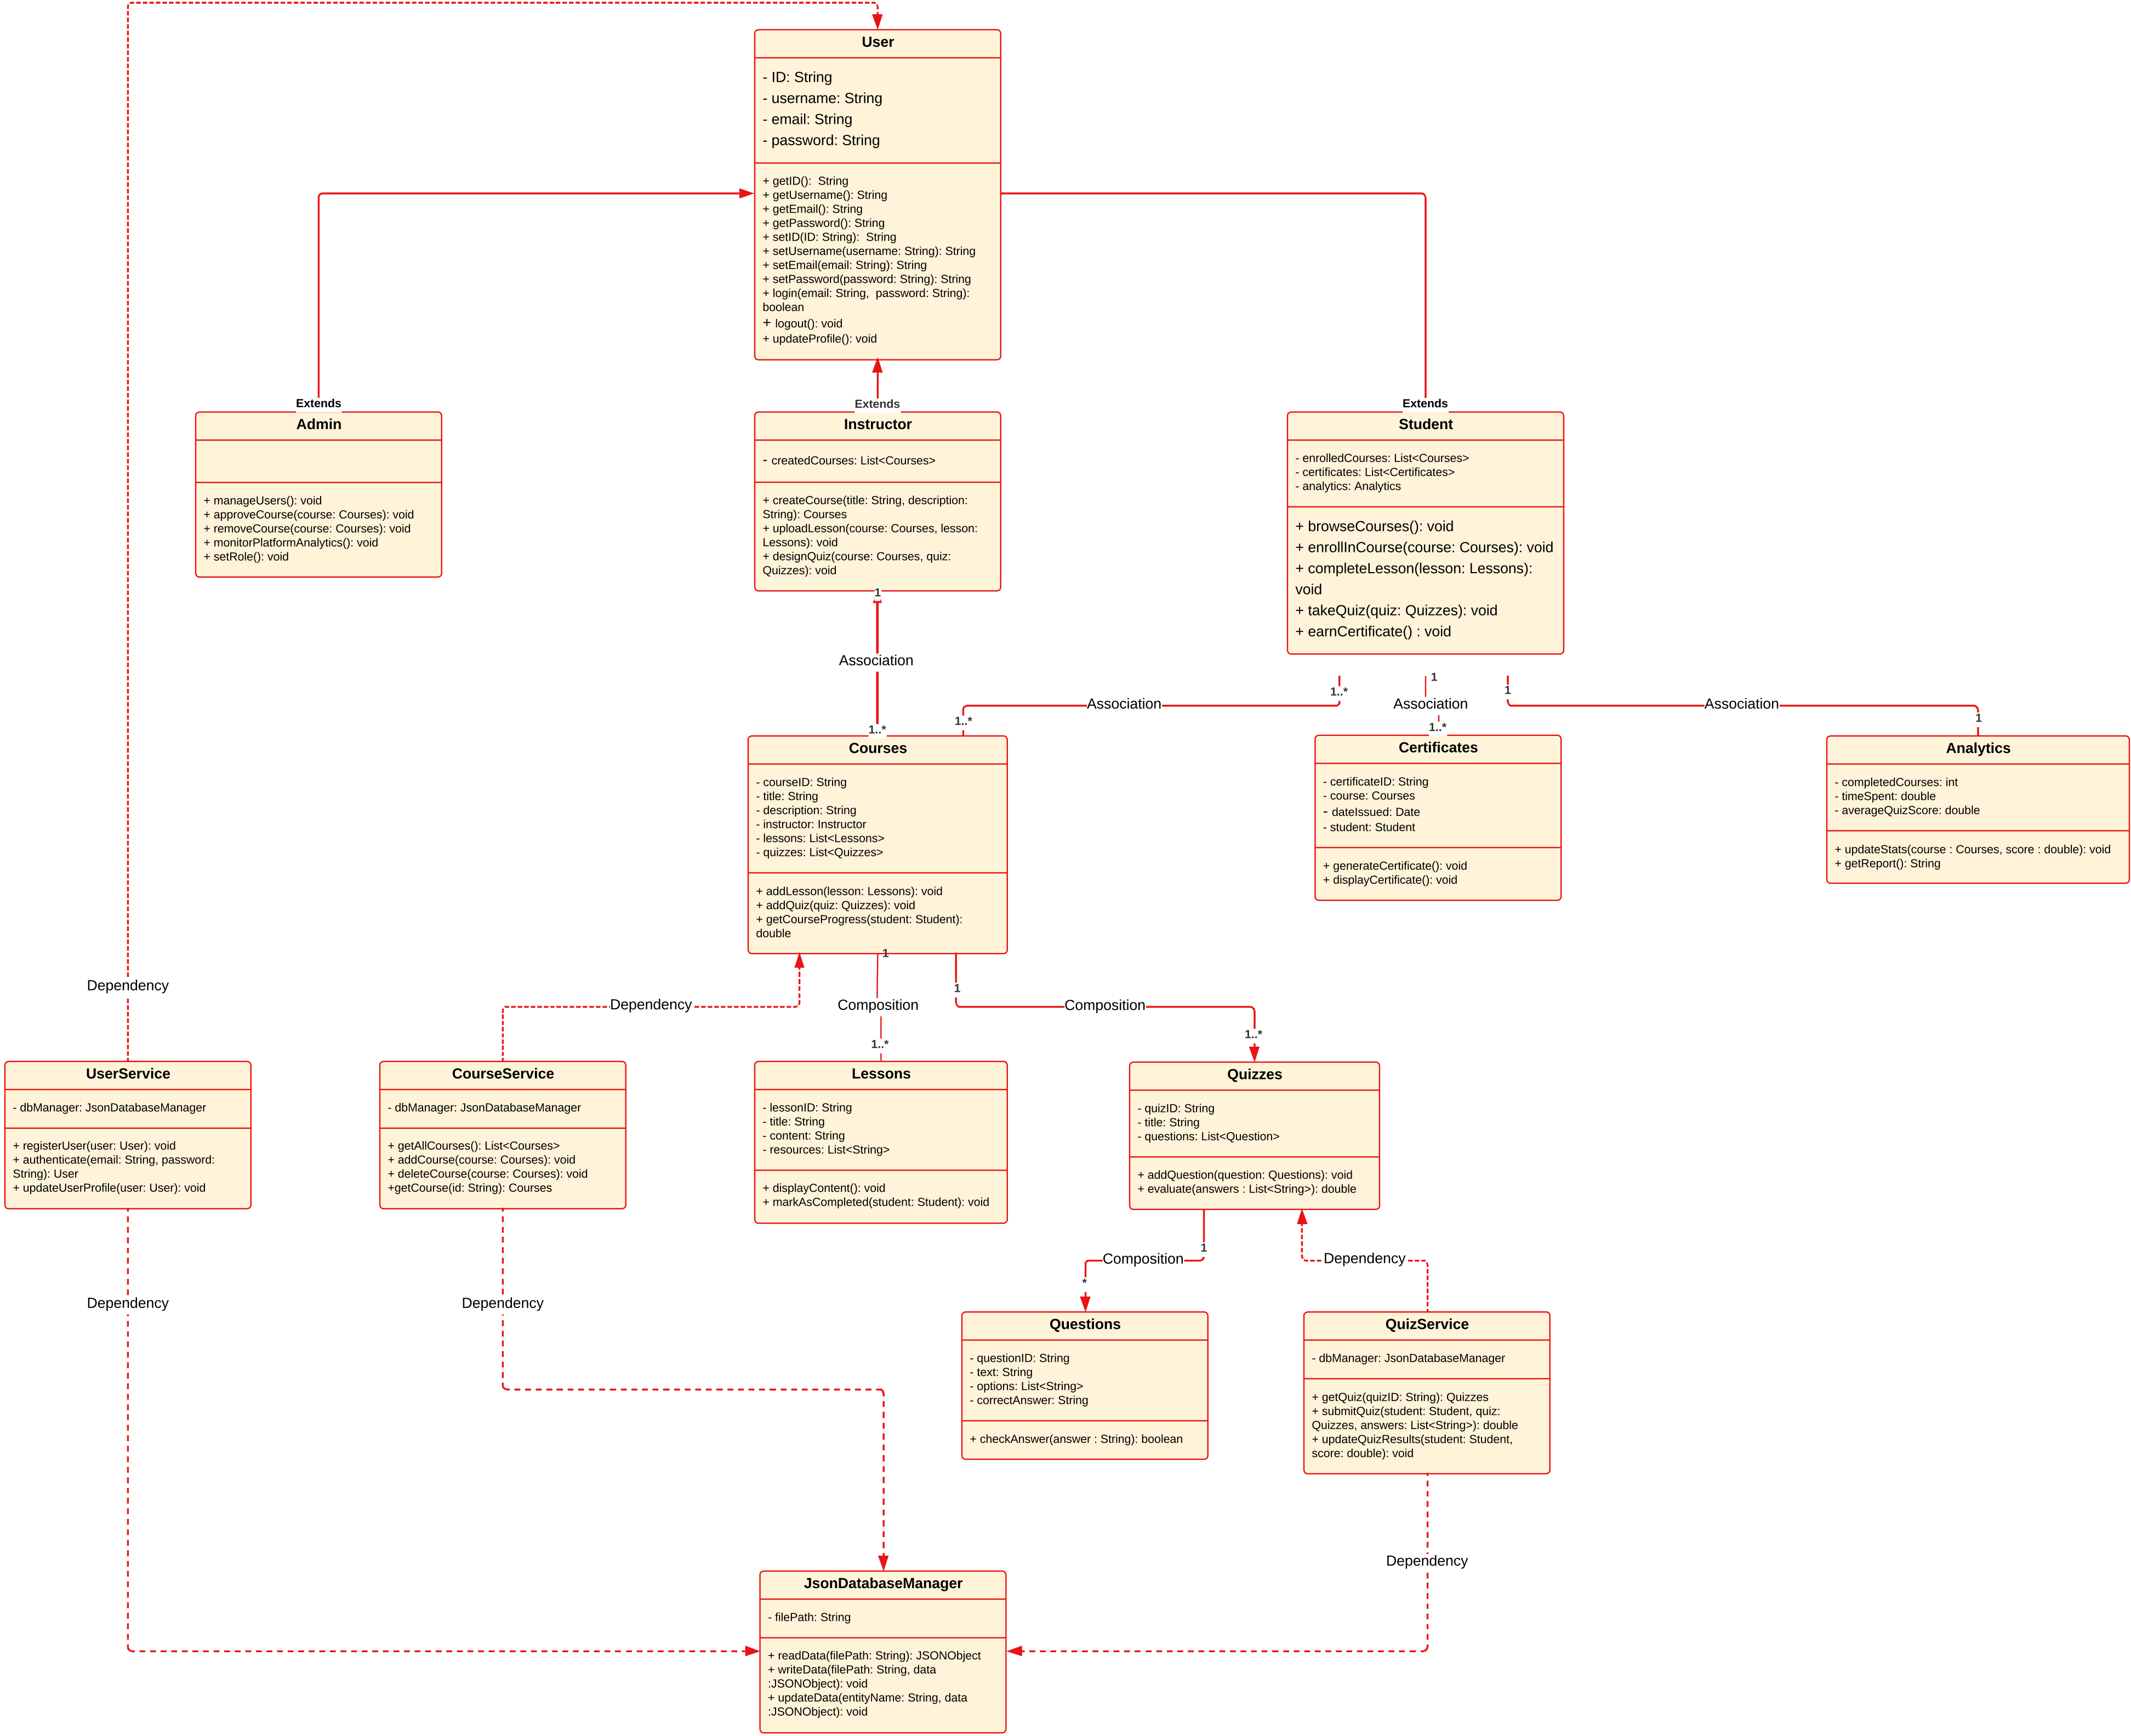 User
- ID: String
- username: String
- email: String
- password: String
+ getID():  String
+ getUsername(): String
+ getEmail(): String
+ getPassword(): String
+ setID(ID: String):  String
+ setUsername(username: String): String
+ setEmail(email: String): String
+ setPassword(password: String): String
+ login(email: String,  password: String):
boolean
+ logout(): void
+ updateProfile(): void
Extends
Extends
Extends
Admin
+ manageUsers(): void
+ approveCourse(course: Courses): void
+ removeCourse(course: Courses): void
+ monitorPlatformAnalytics(): void
+ setRole(): void
Instructor
- createdCourses: List<Courses>
+ createCourse(title: String, description:
String): Courses
+ uploadLesson(course: Courses, lesson:
Lessons): void
+ designQuiz(course: Courses, quiz:
Quizzes): void
Student
- enrolledCourses: List<Courses>
- certificates: List<Certificates>
- analytics: Analytics
+ browseCourses(): void
+ enrollInCourse(course: Courses): void
+ completeLesson(lesson: Lessons):
void
+ takeQuiz(quiz: Quizzes): void
+ earnCertificate() : void
1
Association
1..*
1..*
Association
1..*
1
Association
1..*
1
Association
1
Courses
- courseID: String
- title: String
- description: String
- instructor: Instructor
- lessons: List<Lessons>
- quizzes: List<Quizzes>
+ addLesson(lesson: Lessons): void
+ addQuiz(quiz: Quizzes): void
+ getCourseProgress(student: Student):
double
Certificates
- certificateID: String
- course: Courses
- dateIssued: Date
- student: Student
+ generateCertificate(): void
+ displayCertificate(): void
Analytics
- completedCourses: int
- timeSpent: double
- averageQuizScore: double
+ updateStats(course : Courses, score : double): void
+ getReport(): String
Dependency
Dependency
1
Composition
1..*
1
Composition
1..*
UserService
- dbManager: JsonDatabaseManager
+ registerUser(user: User): void
+ authenticate(email: String, password:
String): User
+ updateUserProfile(user: User): void
CourseService
- dbManager: JsonDatabaseManager
+ getAllCourses(): List<Courses>
+ addCourse(course: Courses): void
+ deleteCourse(course: Courses): void
+getCourse(id: String): Courses
Lessons
- lessonID: String
- title: String
- content: String
- resources: List<String>
+ displayContent(): void
+ markAsCompleted(student: Student): void
Quizzes
- quizID: String
- title: String
- questions: List<Question>
+ addQuestion(question: Questions): void
+ evaluate(answers : List<String>): double
1
Composition
*
Dependency
Dependency
Dependency
Questions
- questionID: String
- text: String
- options: List<String>
- correctAnswer: String
+ checkAnswer(answer : String): boolean
QuizService
- dbManager: JsonDatabaseManager
+ getQuiz(quizID: String): Quizzes
+ submitQuiz(student: Student, quiz:
Quizzes, answers: List<String>): double
+ updateQuizResults(student: Student,
score: double): void
Dependency
JsonDatabaseManager
- filePath: String
+ readData(filePath: String): JSONObject
+ writeData(filePath: String, data
:JSONObject): void
+ updateData(entityName: String, data
:JSONObject): void